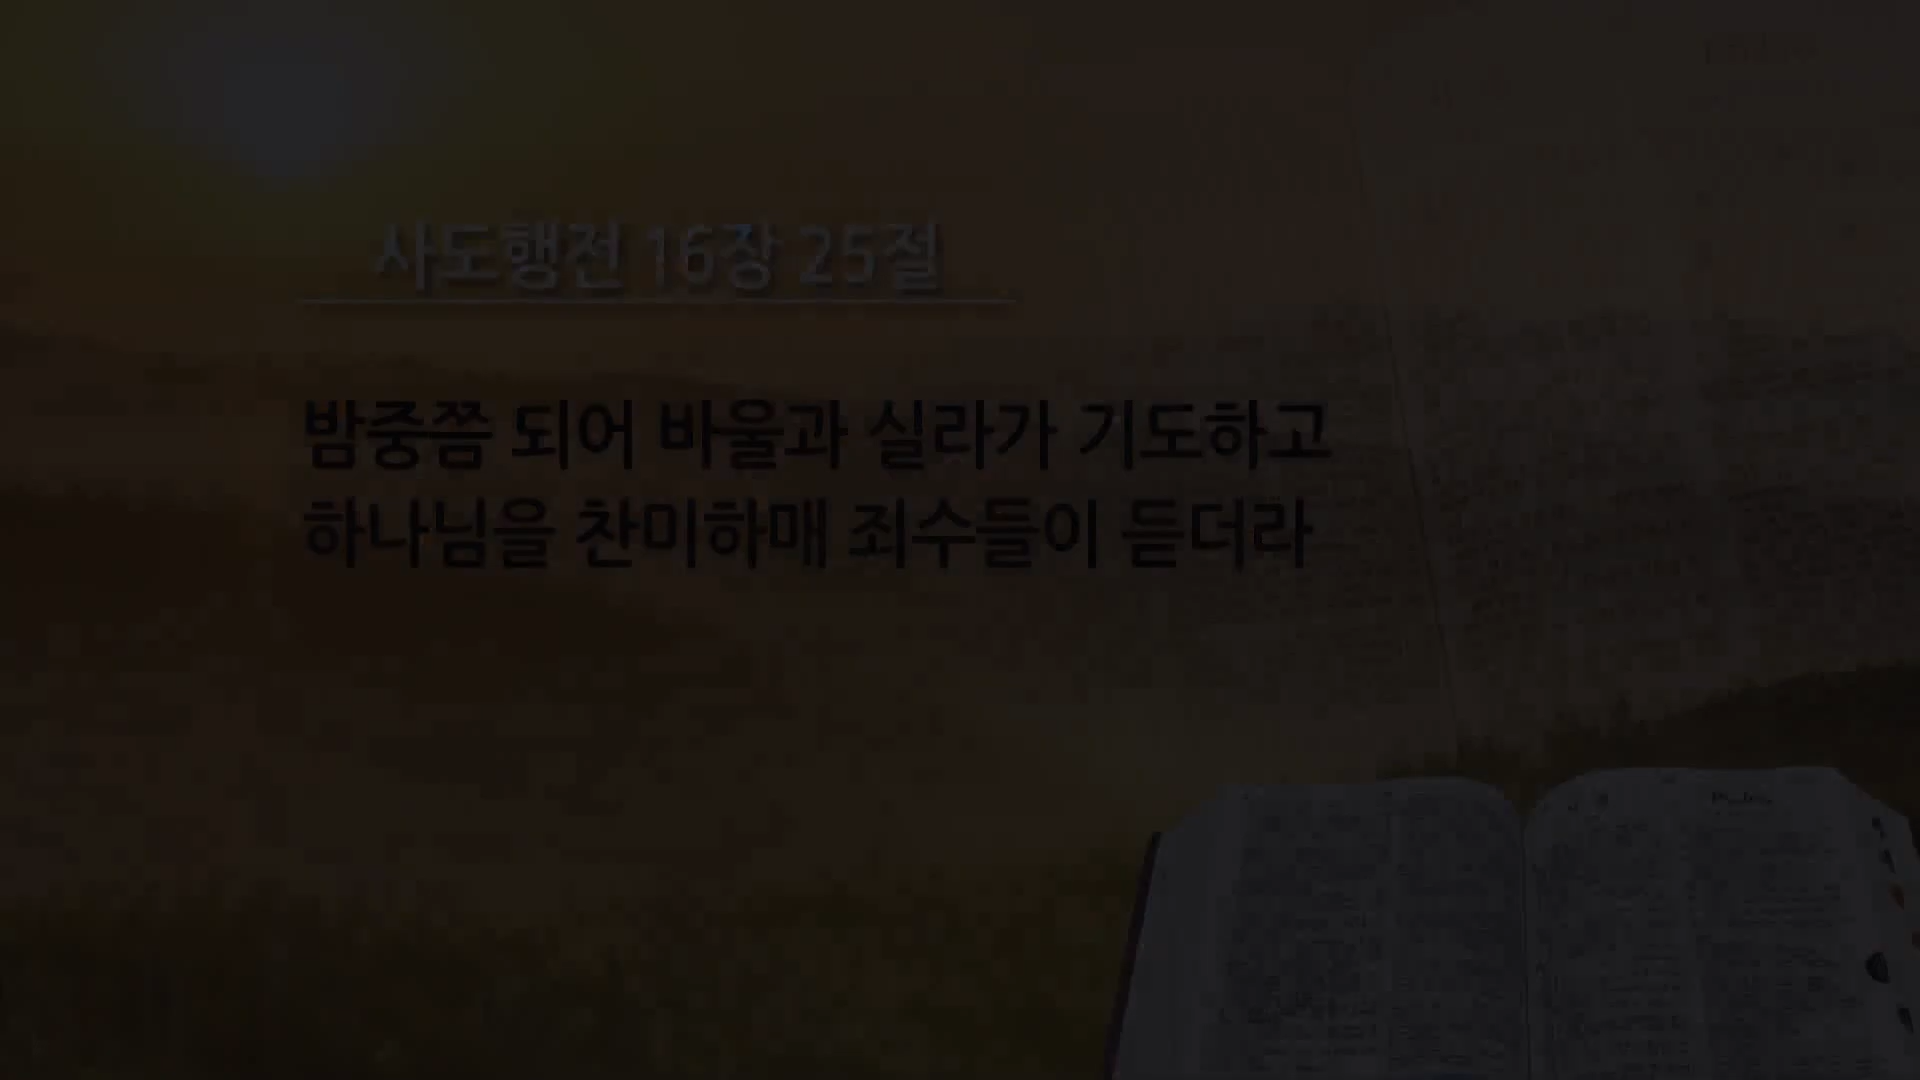 사도행전 16장 25절
밤중쯤 되어 바울과 실라가 기도하고
하나님을 찬미하매 죄수들이 듣더라